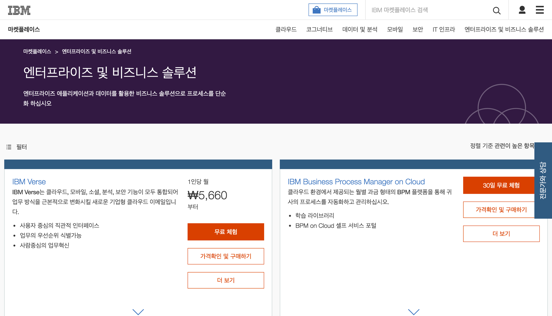 IBM
마켓플레이스
IBM 마켓플레이스 검색
마켓플레이스
클라우드 코그너티브 데이터 및 분석 모바일 보안 IT 인프라 엔터프라이즈 및 비즈니스 솔루션
마켓플레이스 > 엔터프라이즈 및 비즈니스 솔루션
엔터프라이즈 및 비즈니스 솔루션
엔터프라이즈 애플리케이션과 데이터를 활용한 비즈니스 솔루션으로 프로세스를 단순
화 하십시오
필터
정렬 기준 관련이 높은 항목
IBM Verse
IBM Verse는 클라우드, 모바일, 소셜, 분석, 보안 기능이 모두 통합되어
업무 방식을 근본적으로 변화시킬 새로운 기업형 클라우드 이메일입니
다.
• 사용자 중심의 직관적 인터페이스
• 업무의 우선순위 식별가능
• 사람중심의 업무혁신
1인당 월
₩5,660
부터
무료 체험
가격확인 및 구매하기
더 보기
IBM Business Process Manager on Cloud
클라우드 환경에서 제공되는 월별 과금 형태의 BPM 플랫폼을 통해 귀
사의 프로세스를 자동화하고 관리하십시오.
• 학습 라이브러리
• BPM on Cloud 셀프 서비스 포털
30일 무료 체험
가격확인 및 구매하기
더 보기